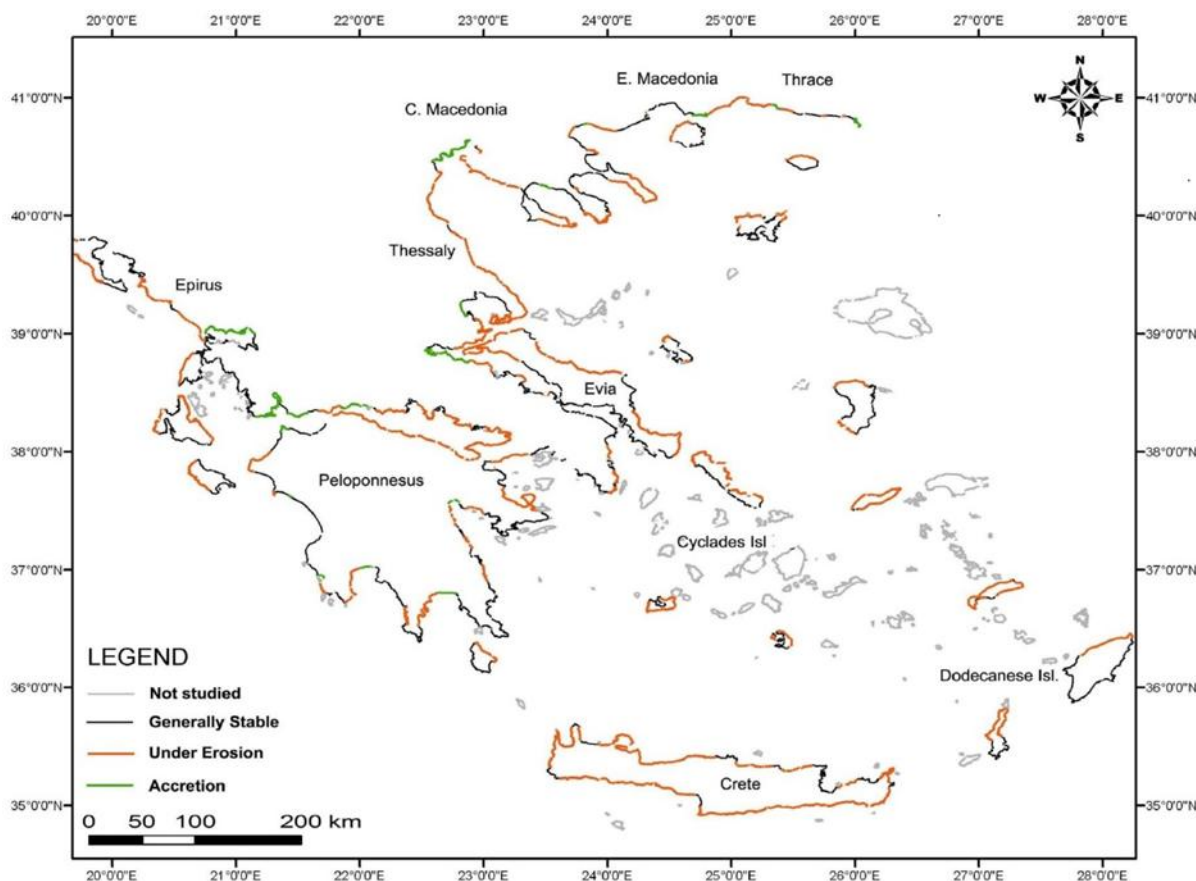 20°0'0"E 21°0'0"E 22°0'0"E 23°0'0"E 24°0'0"E 25°0'0"E 26°0'0"E 27°0'0"E 28°0'0"E
E. Macedonia Thrace
N
41°0'0"N W E 41°0'0"N
C. Macedonia
S
40°0'0"N 40°0'0"N
Thessaly
Epirus
39°0'0"N 39°0'0"N
Evia
38°0'0"N 38°0'0"N
Peloponnesus
Cyclades Isl
37°0'0"N 37°0'0"N
LEGEND
Dodecanese Isl.
Not studied
36°0'0"N 36°0'0"N
Generally Stable
Under Erosion
Crete
Accretion
35°0'0"N 35°0'0"N
0 50 100 200 km
20°0'0"E 21°0'0"E 22°0'0"E 23°0'0"E 24°0'0"E 25°0'0"E 26°0'0"E 27°0'0"E 28°0'0"E